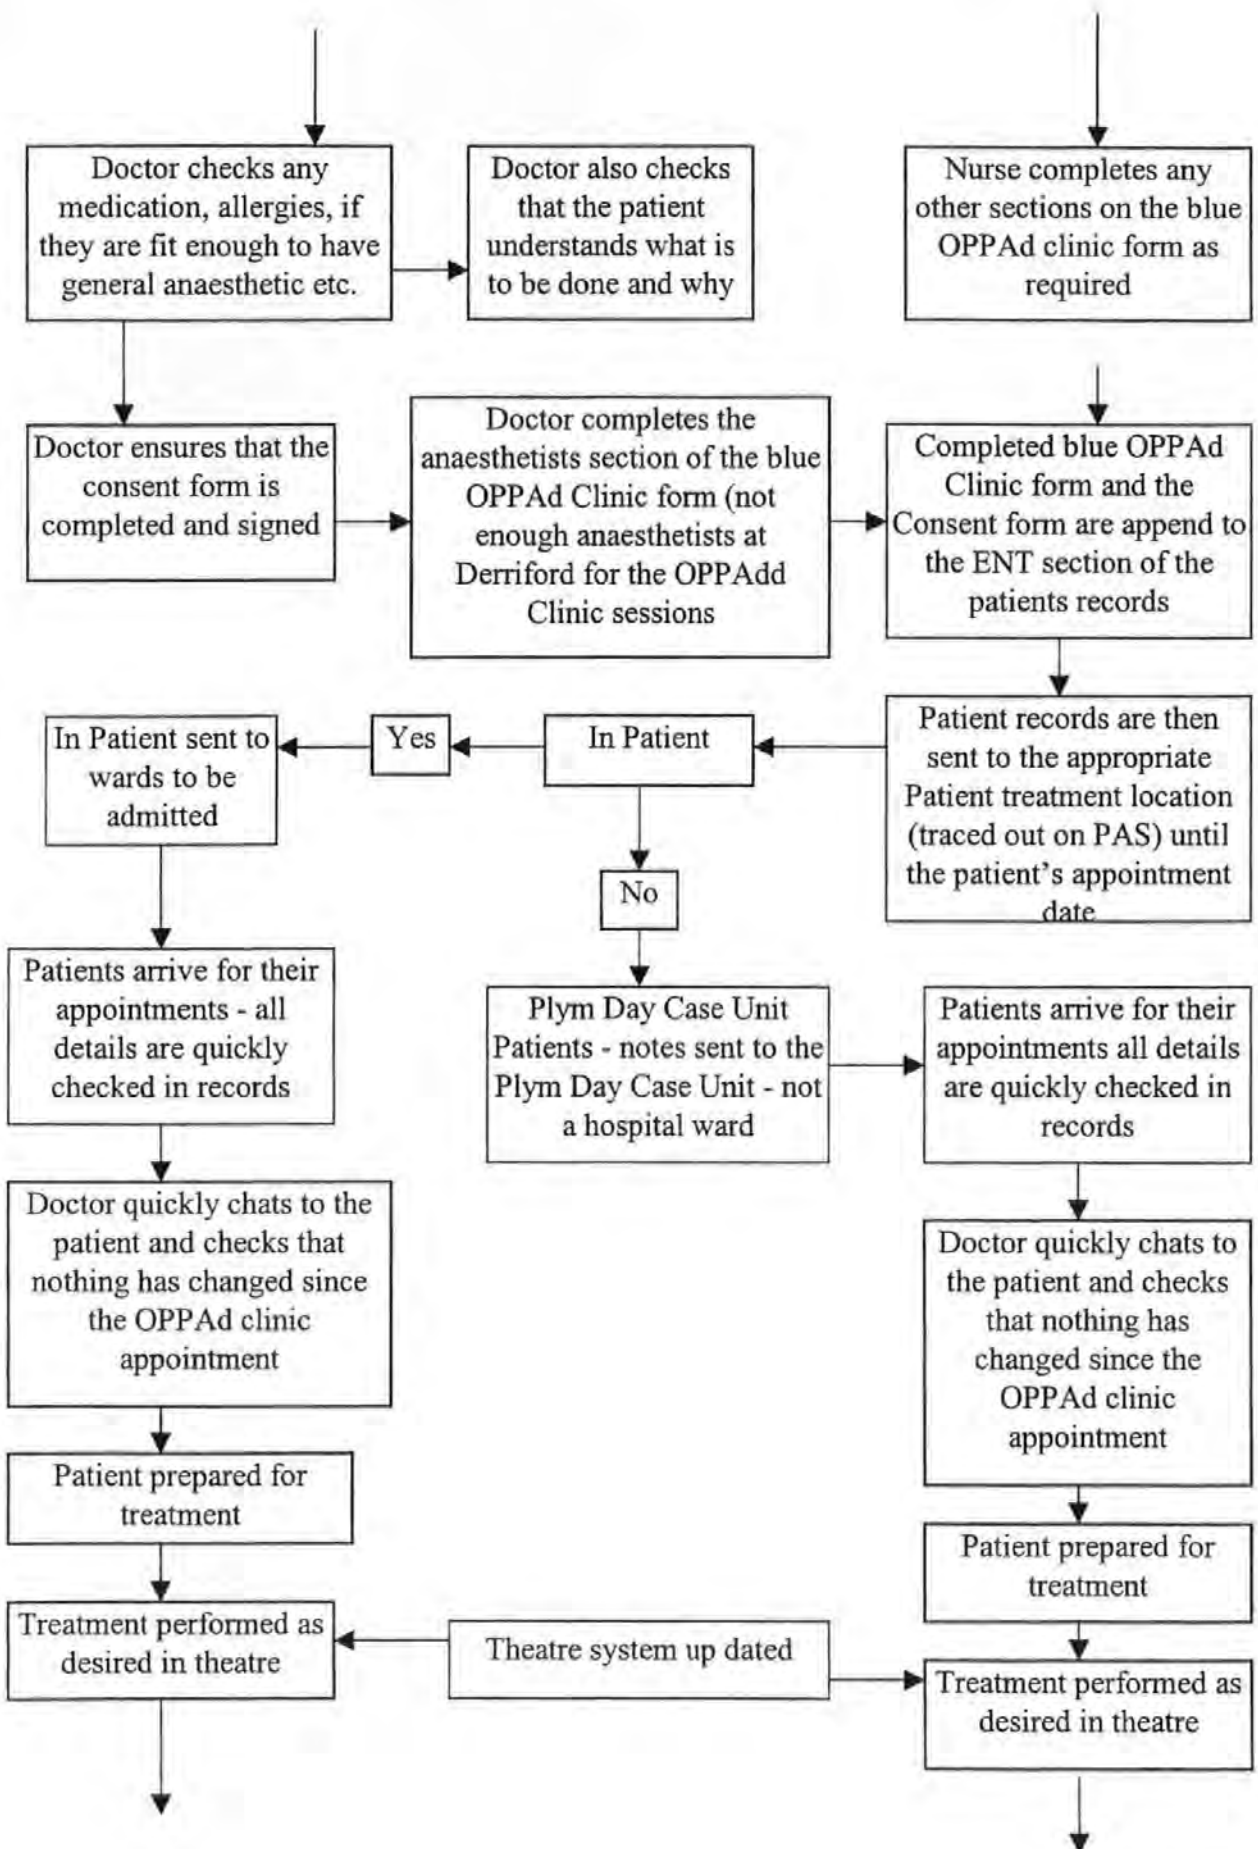 Doctor checks any
medication, allergies, if
they are fit enough to have
general anaesthetic etc.
Doctor also checks
that the patient
understands what is
to be done and why
Nurse completes any
other sections on the blue
OPPAd clinic form as
required
Doctor ensures that the
consent form is
completed and signed
Doctor completes the
anaesthetists section of the blue
OPPAd Clinic form (not
enough anaesthetists at
Derriford for the OPPAdd
Clinic sessions
Completed blue OPPAd
Clinic form and the
Consent form are append to
the ENT section of the
patients records
In Patient sent to
wards to be
admitted
Yes
In Patient
Patient records are then
sent to the appropriate
Patient treatment location
(traced out on PAS) until
the patient's appointment
date
No
Patients arrive for their
appointments - all
details are quickly
checked in records
Plym Day Case Unit
Patients - notes sent to the
Plym Day Case Unit - not
a hospital ward
Patients arrive for their
appointments all details
are quickly checked in
records
Doctor quickly chats to the
patient and checks that
nothing has changed since
the OPPAd clinic
appointment
Doctor quickly chats to
the patient and checks
that nothing has
changed since the
OPPAd clinic
appointment
Patient prepared for
treatment
Patient prepared for
treatment
Treatment performed as
desired in theatre
Theatre system up dated
Treatment performed as
desired in theatre